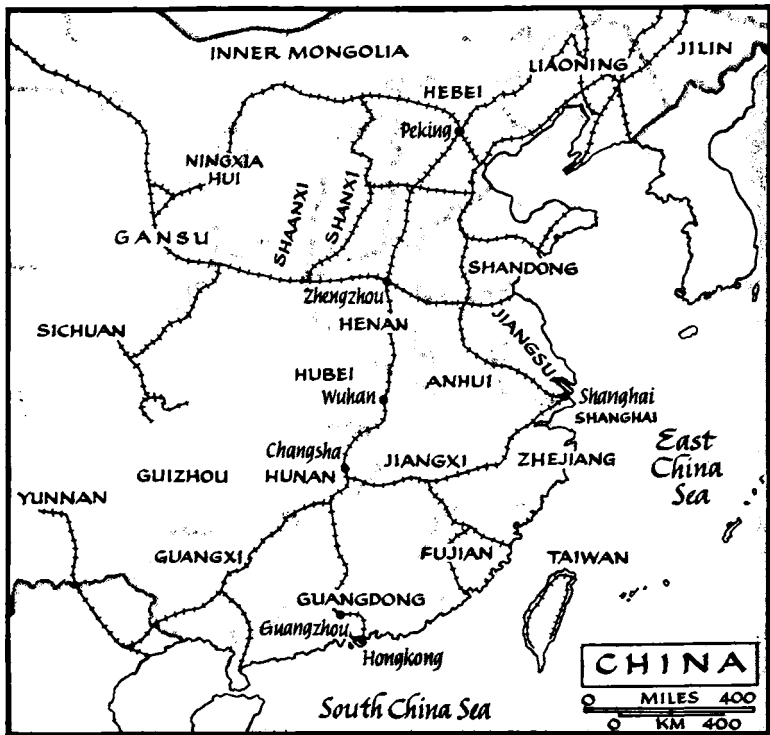 INNER MONGOLIA
LIAONING
JILIN
HEBEI
Peking
NINGXIA
HUI
SHAANXI
SHANXI
GANSU
SHANDONG
Zhengzhou
HENAN
JIANGSU
SICHUAN
HUBEI
Wuhan
ANHUI
Shanghai
SHANGHAI
East
China
Sea
Changsha
HUNAN
JIANGXI
ZHEJIANG
GUIZHOU
YUNNAN
GUANGXI
FUJIAN
TAIWAN
GUANGDONG
Guangzhou
Hongkong
South China Sea
CHINA
0 MILES 400
0 KM 400